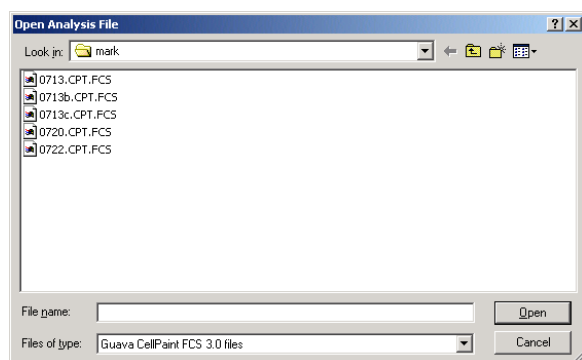 Open Analysis File
Look in: mark
0713.CPT.FCS
0713b.CPT.FCS
0713c.CPT.FCS
0720.CPT.FCS
0722.CPT.FCS
File name: Open
Files of type: Guava CellPaint FCS 3.0 files Cancel